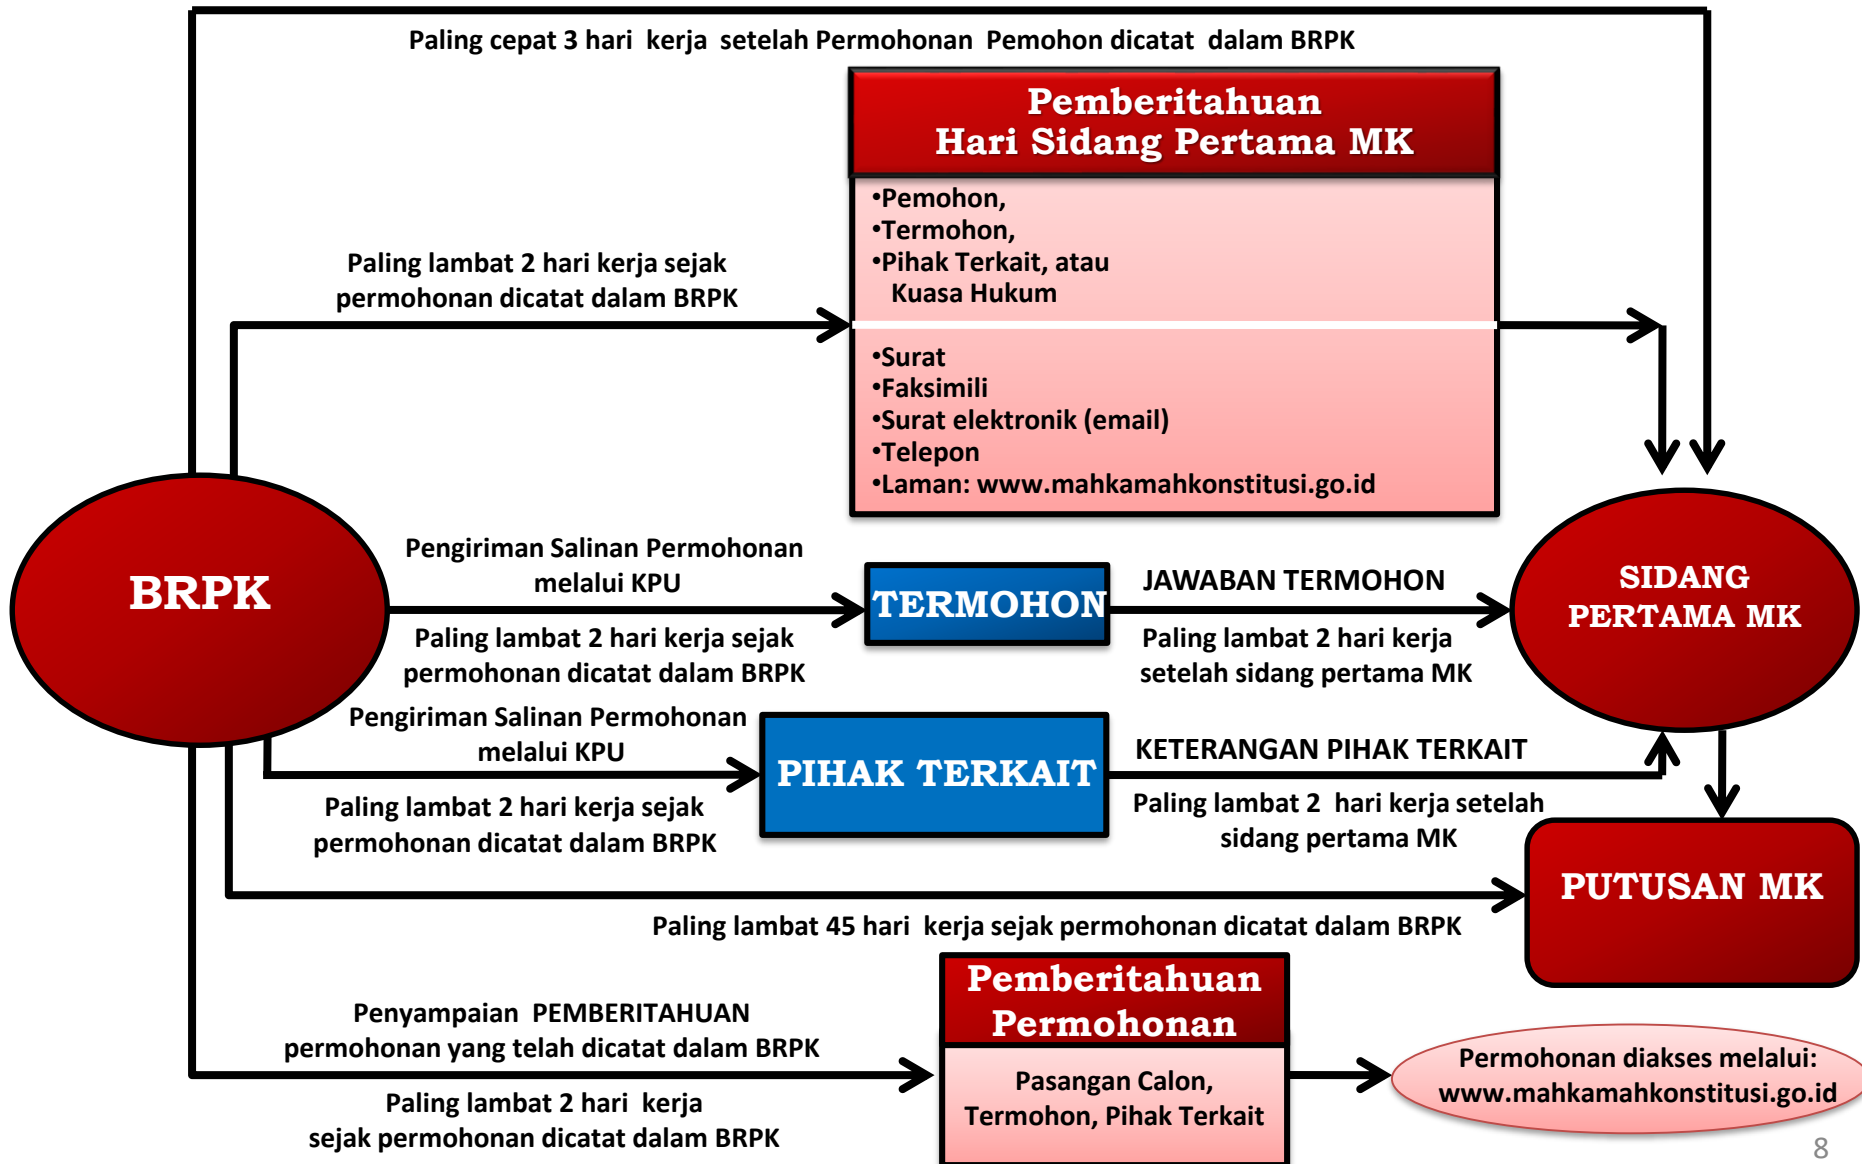 Paling cepat 3 hari kerja setelah Permohonan Pemohon dicatat dalam BRPK
Pemberitahuan
Hari Sidang Pertama MK
•Pemohon,
•Termohon,
•Pihak Terkait, atau
Kuasa Hukum
Paling lambat 2 hari kerja sejak
permohonan dicatat dalam BRPK
•Surat
•Faksimili
•Surat elektronik (email)
•Telepon
•Laman: www.mahkamahkonstitusi.go.id
BRPK
Pengiriman Salinan Permohonan
melalui KPU
Paling lambat 2 hari kerja sejak
permohonan dicatat dalam BRPK
TERMOHON
JAWABAN TERMOHON
Paling lambat 2 hari kerja
setelah sidang pertama MK
SIDANG
PERTAMA MK
Pengiriman Salinan Permohonan
melalui KPU
Paling lambat 2 hari kerja sejak
permohonan dicatat dalam BRPK
PIHAK TERKAIT
KETERANGAN PIHAK TERKAIT
Paling lambat 2 hari kerja setelah
sidang pertama MK
PUTUSAN MK
Paling lambat 45 hari kerja sejak permohonan dicatat dalam BRPK
Penyampaian PEMBERITAHUAN
permohonan yang telah dicatat dalam BRPK
Paling lambat 2 hari kerja
sejak permohonan dicatat dalam BRPK
Pemberitahuan
Permohonan
Pasangan Calon,
Termohon, Pihak Terkait
Permohonan diakses melalui:
www.mahkamahkonstitusi.go.id
8